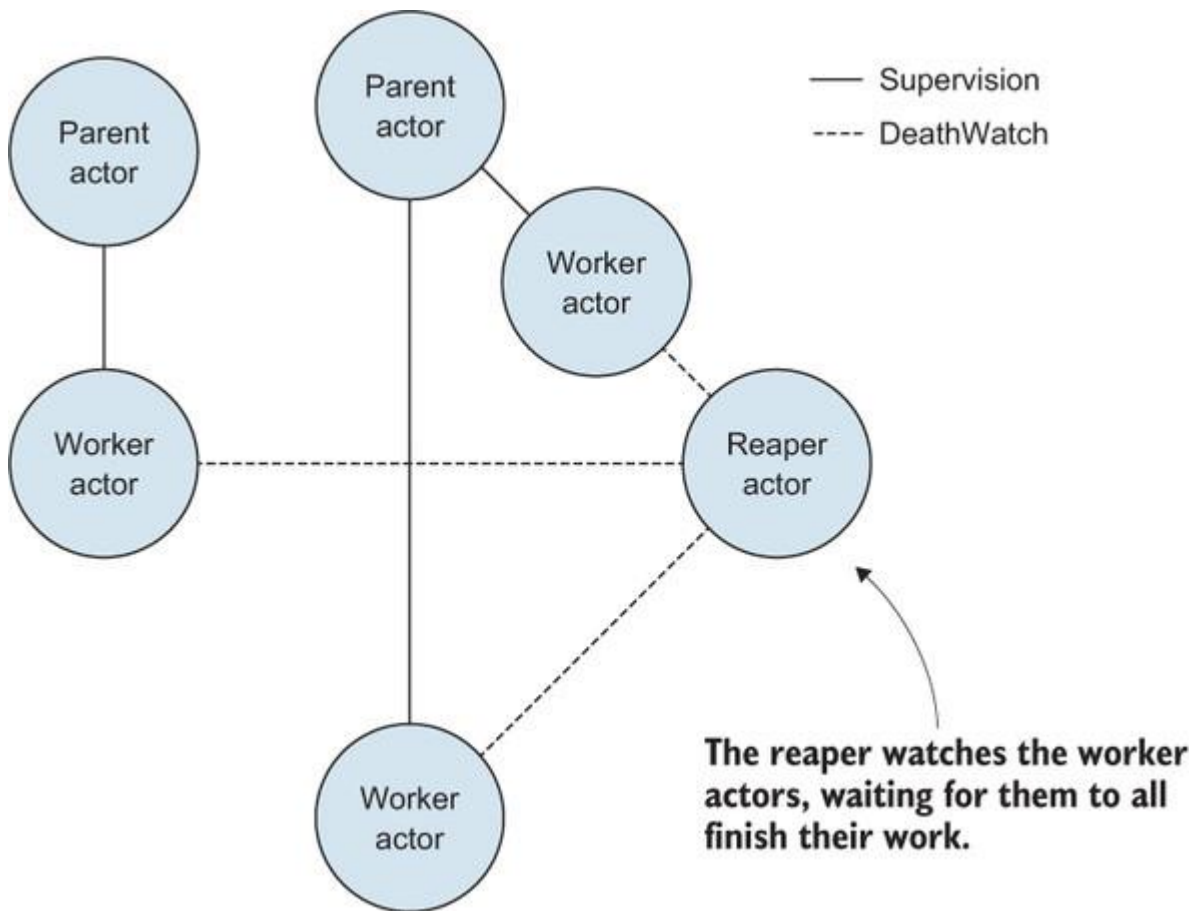 Parent
actor
Parent
actor
Supervision
DeathWatch
Worker
actor
Worker
actor
Reaper
actor
Worker
actor
The reaper watches the worker
actors, waiting for them to all
finish their work.